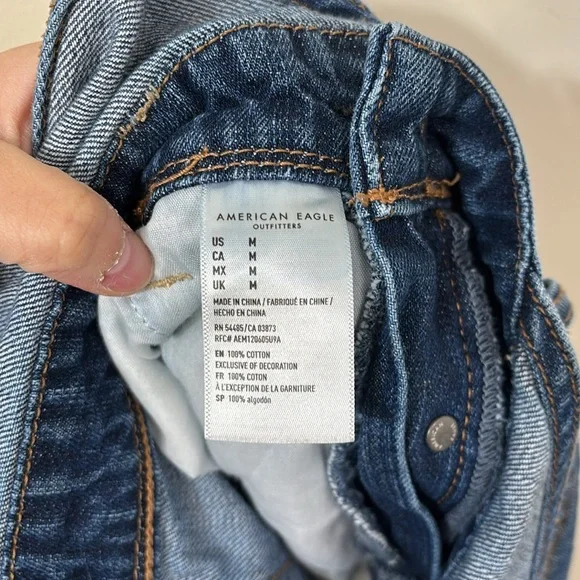 AMERICAN EAGLE
OUTFITTERS
US M
CA M
MX M
UK M
MADE IN CHINA / FABRIQUÉ EN CHINE /
HECHO EN CHINA
RN 54485/CA 03873
RFC# AEM120605U9A
EN 100% COTTON
EXCLUSIVE OF DECORATION
FR 100% COTON
À L'EXCEPTION DE LA GARNITURE
SP 100% algodón